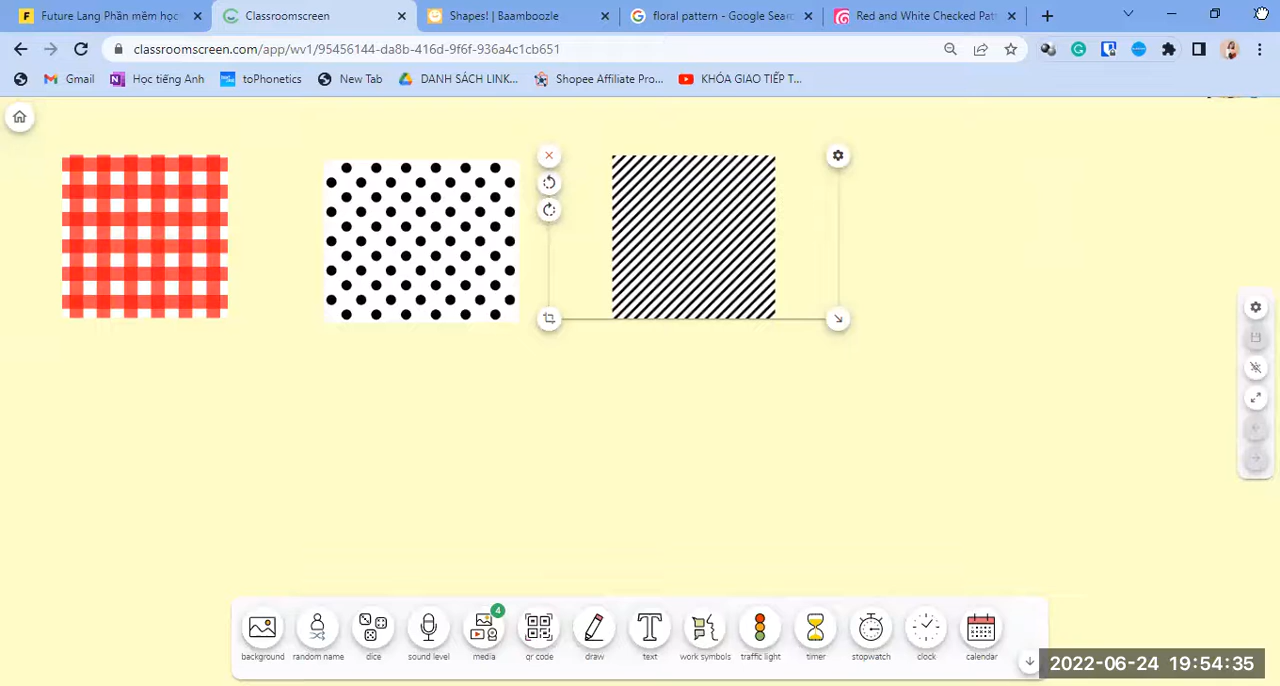 Future Lang Phần mềm học
Classroomscreen
Shapes! | Baamboozle
floral pattern - Google Search
Red and White Checked Pat
classroomscreen.com/app/wv1/95456144-da8b-416d-9f6f-936a4c1cb651
Gmail
Học tiếng Anh
toPhonetics
New Tab
DANH SÁCH LINK...
Shopee Affiliate Pro...
KHÓA GIAO TIẾP T...
4
background
random name
dice
sound level
media
qr code
draw
text
work symbols
traffic light
timer
stopwatch
clock
calendar
2022-06-24 19:54:35